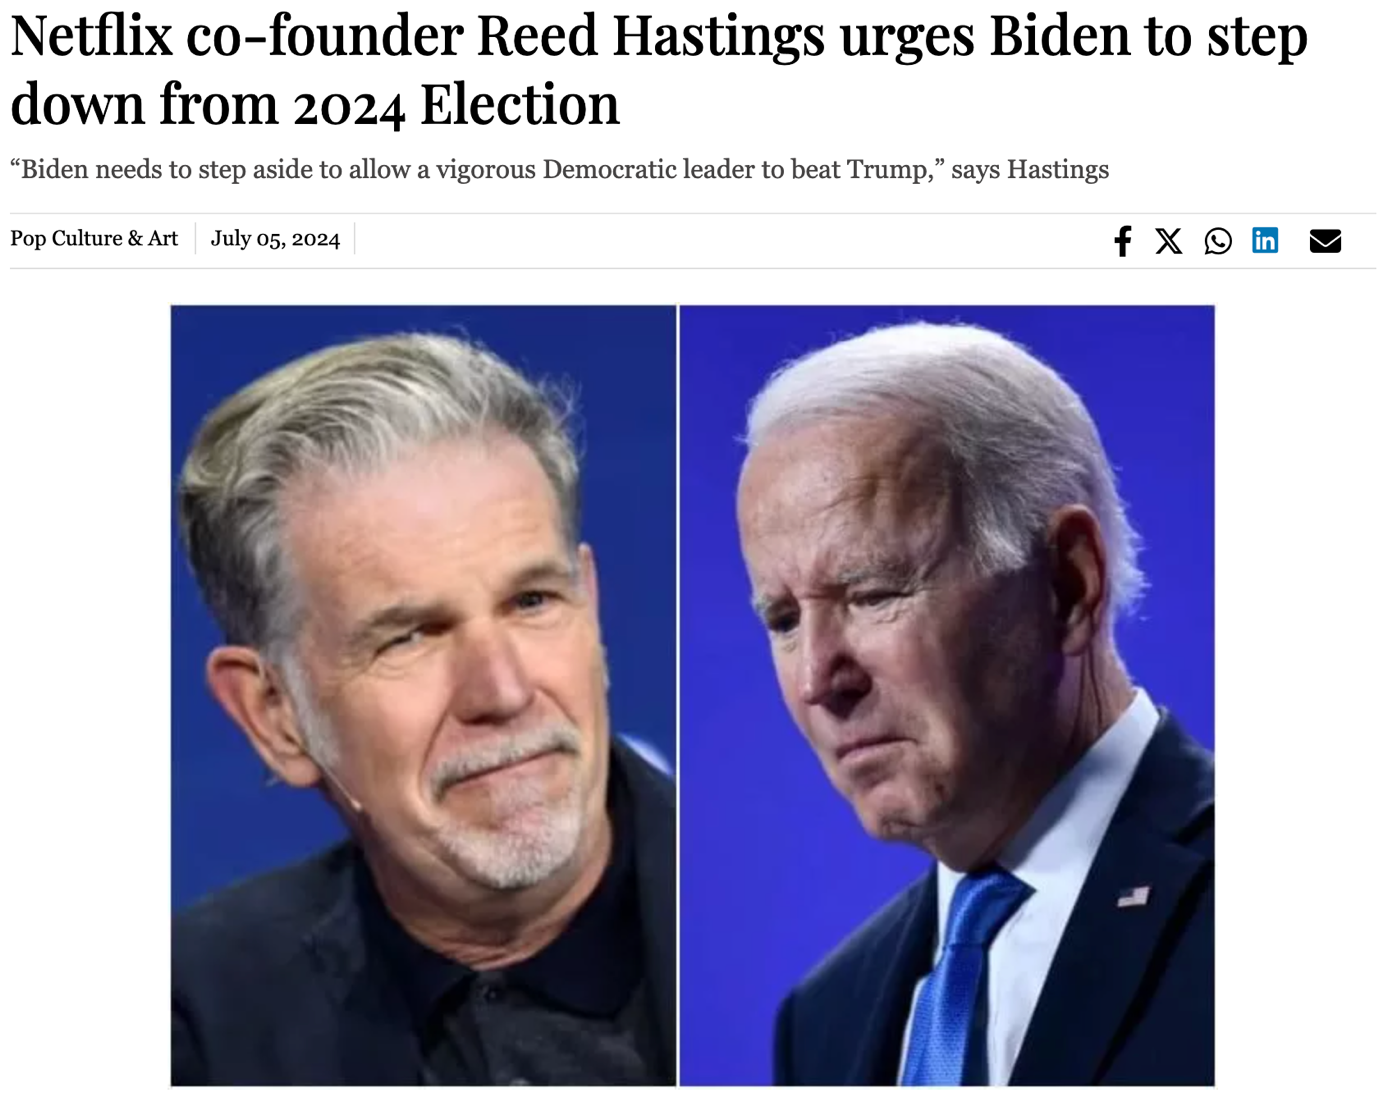 Netflix co-founder Reed Hastings urges Biden to step
down from 2024 Election
“Biden needs to step aside to allow a vigorous Democratic leader to beat Trump,” says Hastings
Pop Culture & Art
July 05, 2024
in